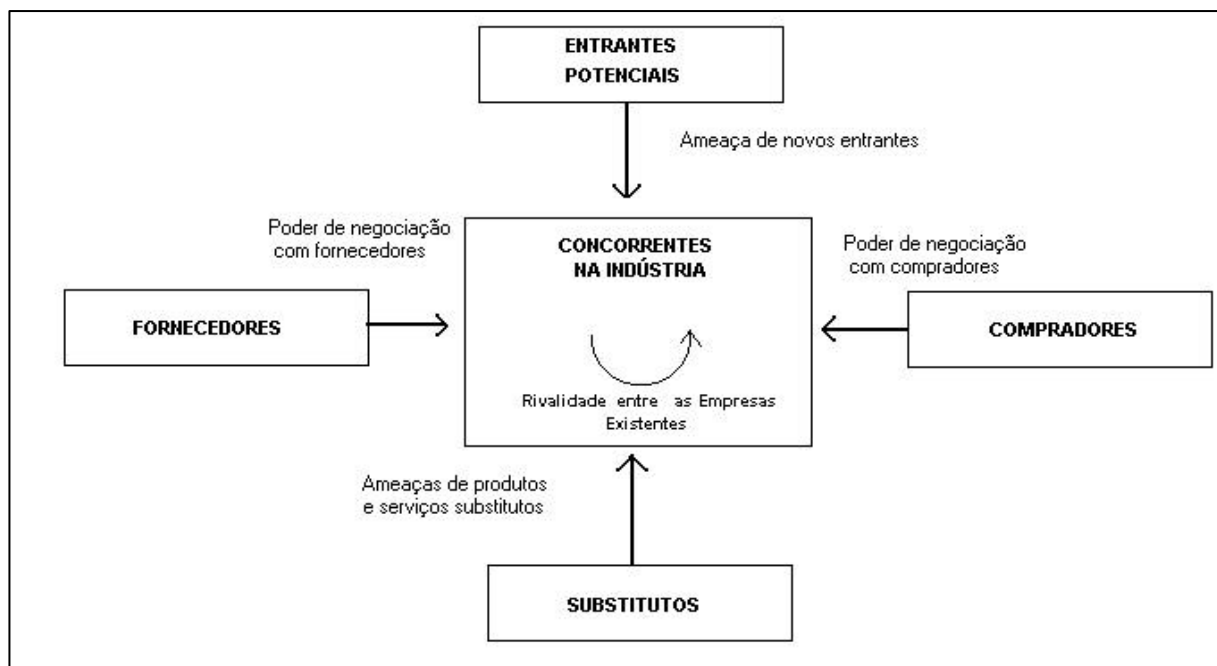 ENTRANTES
POTENCIAIS
Ameaça de novos entrantes
Poder de negociação
com fornecedores
CONCORRENTES
NA INDÚSTRIA
Poder de negociação
com compradores
FORNECEDORES
COMPRADORES
Rivalidade entre as Empresas
Existentes
Ameaças de produtos
e serviços substitutos
SUBSTITUTOS